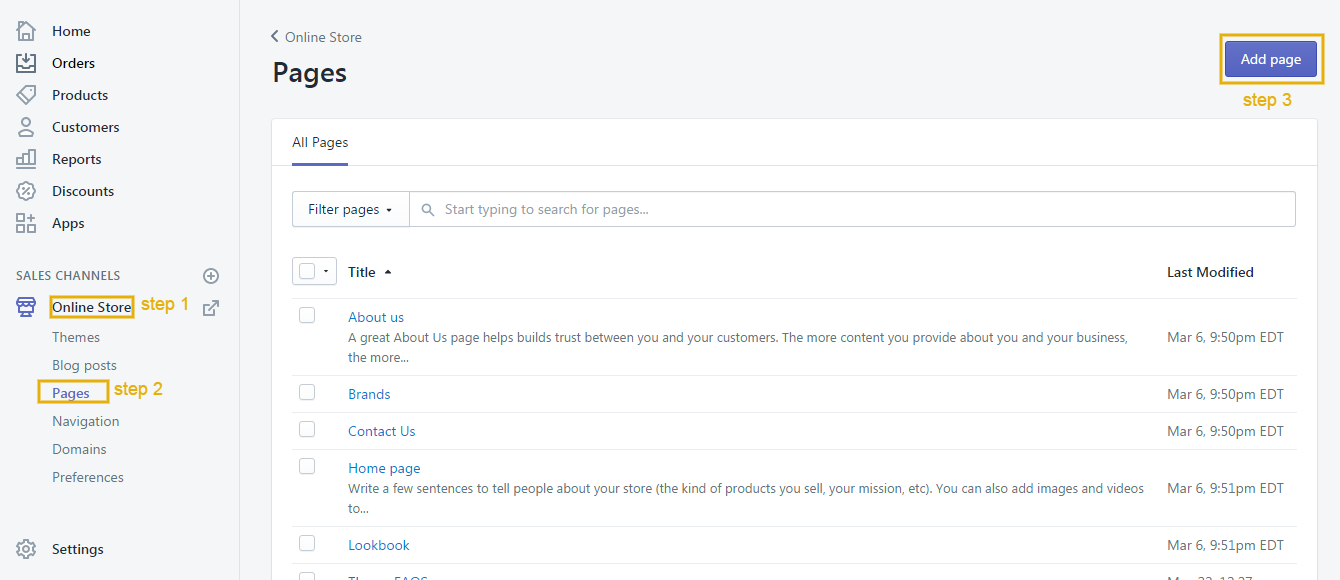 Home
Orders
Products
Customers
Reports
Discounts
Apps
SALES CHANNELS
Online Store step 1
Themes
Blog posts
Pages step 2
Navigation
Domains
Preferences
Settings
Online Store
Pages
Add page
step 3
All Pages
Filter pages Start typing to search for pages...
Title Last Modified
About us
A great About Us page helps builds trust between you and your customers. The more content you provide about you and your business,
the more...
Mar 6, 9:50pm EDT
Brands Mar 6, 9:50pm EDT
Contact Us Mar 6, 9:50pm EDT
Home page
Write a few sentences to tell people about your store (the kind of products you sell, your mission, etc). You can also add images and videos
to...
Mar 6, 9:51pm EDT
Lookbook Mar 6, 9:51pm EDT